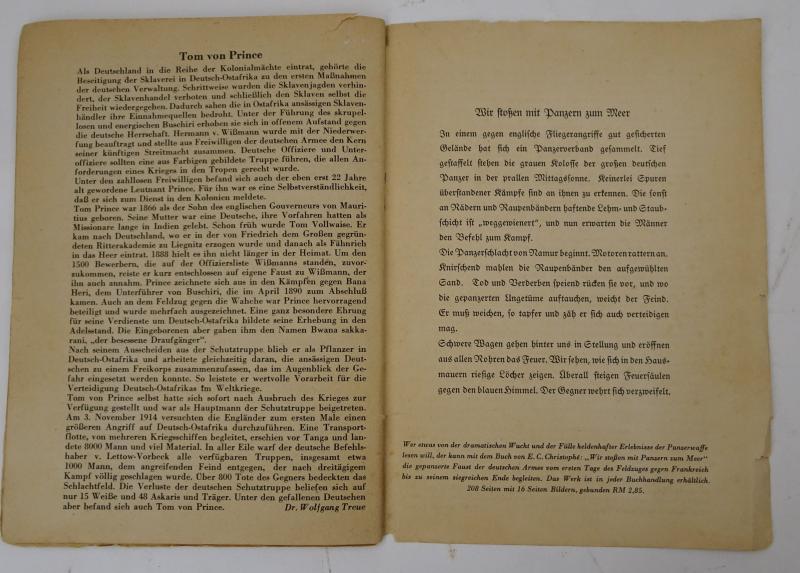 Tom von Prince
Als Deutschland in die Reihe der Kolonialmächte eintrat, gehörte die
Beseitigung der Sklaverei in Deutsch-Ostafrika zu den ersten Maßnahmen
der deutschen Verwaltung. Schrittweise wurden die Sklavenjagden verhin-
dert, der Sklavenhandel verboten und schließlich den Sklaven selbst die
Freiheit wiedergegeben. Dadurch sahen die in Ostafrika ansässigen Sklaven-
händler ihre Einnahmequellen bedroht. Unter der Führung des skrupel-
losen und energischen Buschiri erhoben sie sich in offenem Aufstand gegen
die deutsche Herrschaft. Hermann v. Wißmann wurde mit der Niederwer-
fung beauftragt und stellte aus Freiwilligen der deutschen Armee den Kern
seiner künftigen Streitmacht zusammen. Deutsche Offiziere und Unter-
offiziere sollten eine aus Farbigen gebildete Truppe führen, die allen An-
forderungen eines Krieges in den Tropen gerecht wurde.
Unter den zahllosen Freiwilligen befand sich auch der eben erst 22 Jahre
alt gewordene Leutnant Prince. Für ihn war es eine Selbstverständlichkeit,
daß er sich zum Dienst in den Kolonien meldete.
Tom Prince war 1866 als der Sohn des englischen Gouverneurs von Mauri-
tius geboren. Seine Mutter war eine Deutsche, ihre Vorfahren hatten als
Missionare lange in Indien gelebt. Schon früh wurde Tom Vollwaise. Er
kam nach Deutschland, wo er in der von Friedrich dem Großen gegrün-
deten Ritterakademie zu Liegnitz erzogen wurde und danach als Fähnrich
in das Heer eintrat. 1888 hielt es ihn nicht länger in der Heimat. Um den
1500 Bewerbern, die auf der Offiziersliste Wißmanns standen, zuvor-
zukommen, reiste er kurz entschlossen auf eigene Faust zu Wißmann, der
ihn auch annahm. Prince zeichnete sich aus in den Kämpfen gegen Bana
Heri, dem Unterführer von Buschiri, die im April 1890 zum Abschluß
kamen. Auch an dem Feldzug gegen die Wahehe war Prince hervorragend
beteiligt und wurde mehrfach ausgezeichnet. Eine ganz besondere Ehrung
für seine Verdienste um Deutsch-Ostafrika bildete seine Erhebung in den
Adelsstand. Die Eingeborenen aber gaben ihm den Namen Bwana sakka-
rani, „der besessene Draufgänger“.
Nach seinem Ausscheiden aus der Schutztruppe blieb er als Pflanzer in
Deutsch-Ostafrika und arbeitete gleichzeitig daran, die ansässigen Deut-
schen zu einem Freikorps zusammenzufassen, das im Augenblick der Ge-
fahr eingesetzt werden konnte. So leistete er wertvolle Vorarbeit für die
Verteidigung Deutsch-Ostafrikas im Weltkriege.
Tom von Prince selbst hatte sich sofort nach Ausbruch des Krieges zur
Verfügung gestellt und war als Hauptmann der Schutztruppe beigetreten.
Am 3. November 1914 versuchten die Engländer zum ersten Male einen
größeren Angriff auf Deutsch-Ostafrika durchzuführen. Eine Transport-
flotte, von mehreren Kriegsschiffen begleitet, erschien vor Tanga und lan-
dete 8000 Mann und viel Material. In aller Eile warf der deutsche Befehls-
haber v. Lettow-Vorbeck alle verfügbaren Truppen, insgesamt etwa
1000 Mann, dem angreifenden Feind entgegen, der nach dreitägigem
Kampf völlig geschlagen wurde. Über 800 Tote des Gegners bedeckten das
Schlachtfeld. Die Verluste der deutschen Schutztruppe beliefen sich auf
nur 15 Weiße und 48 Askaris und Träger. Unter den gefallenen Deutschen
aber befand sich auch Tom von Prince. Dr. Wolfgang Treue
Wir stoßen mit Panzern zum Meer
In einem gegen englische Fliegerangriffe gut gesicherten
Gelände hat sich ein Panzerverband gesammelt. Tief
gestaffelt stehen die grauen Kolosse der großen deutschen
Panzer in der prallen Mittagssonne. Keinerlei Spuren
überstandener Kämpfe sind an ihnen zu erkennen. Die sonst
an Rädern und Raupenbändern haftende Lehm- und Staub-
schicht ist „weggewienert“, und nun erwarten die Männer
den Befehl zum Kampf.
Die Panzerschlacht von Namur beginnt. Motoren rattern an.
Knirschend mahlen die Raupenbänder den aufgewühlten
Sand. Tod und Verderben speiend rücken sie vor, und wo
die gepanzerten Ungetüme auftauchen, weicht der Feind.
Er muß weichen, so tapfer und zäh er sich auch verteidigen
mag.
Schwere Wagen gehen hinter uns in Stellung und eröffnen
aus allen Rohren das Feuer. Wir sehen, wie sich in den Haus-
mauern riesige Löcher zeigen. Überall steigen Feuersäulen
gegen den blauen Himmel. Der Gegner wehrt sich verzweifelt.
Wer etwas von der dramatischen Wucht und der Fülle heldenhafter Erlebnisse der Panzerwaffe
lesen will, der kann mit dem Buch von E. C. Christophé: „Wir stoßen mit Panzern zum Meer“
die gepanzerte Faust der deutschen Armee vom ersten Tage des Feldzuges gegen Frankreich
bis zu seinem siegreichen Ende begleiten. Das Werk ist in jeder Buchhandlung erhältlich.
208 Seiten mit 16 Seiten Bildern, gebunden RM 2,85.